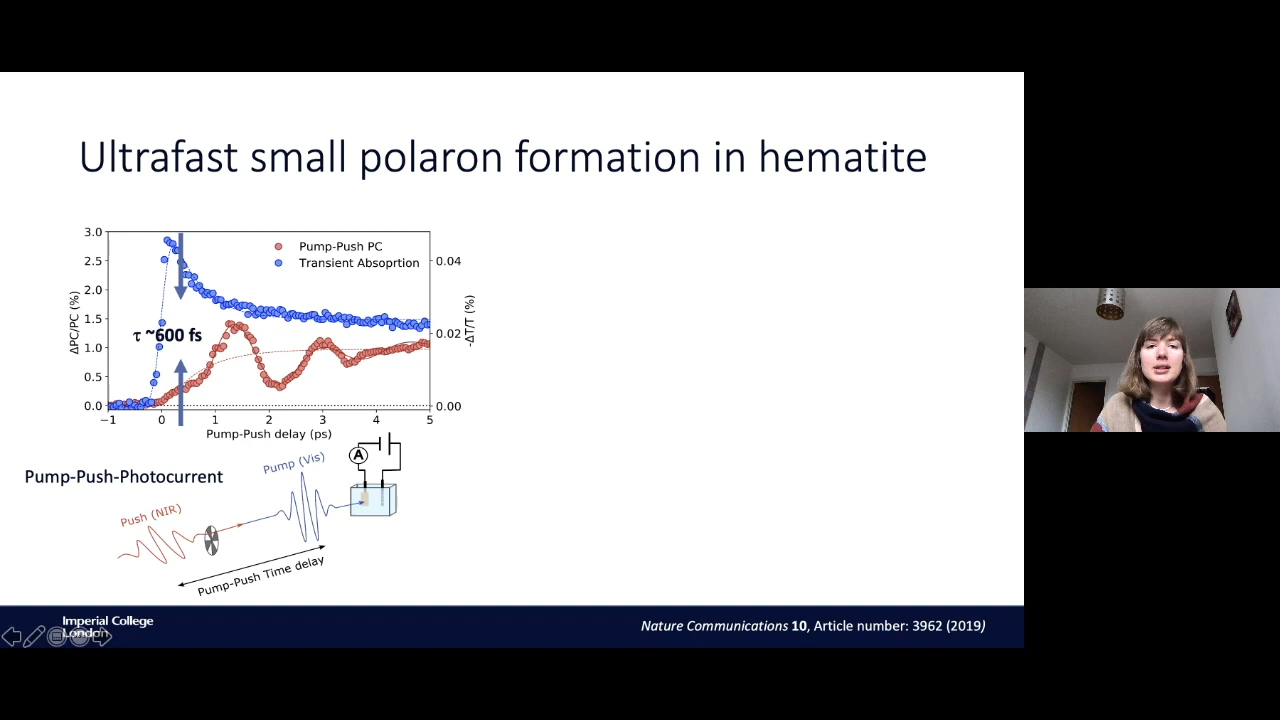 Ultrafast small polaron formation in hematite
3.0
2.5
2.0
1.5
1.0
0.5
0.0
ΔPC/PC (%)
Pump-Push PC
Transient Absoprtion
τ ~600 fs
0.04
0.02
0.00
-ΔT/T (%)
−1 0 1 2 3 4 5
Pump-Push delay (ps)
Pump-Push-Photocurrent
Push (NIR)
Pump (Vis)
A
Pump-Push Time delay
Imperial College
London
Nature Communications 10, Article number: 3962 (2019)